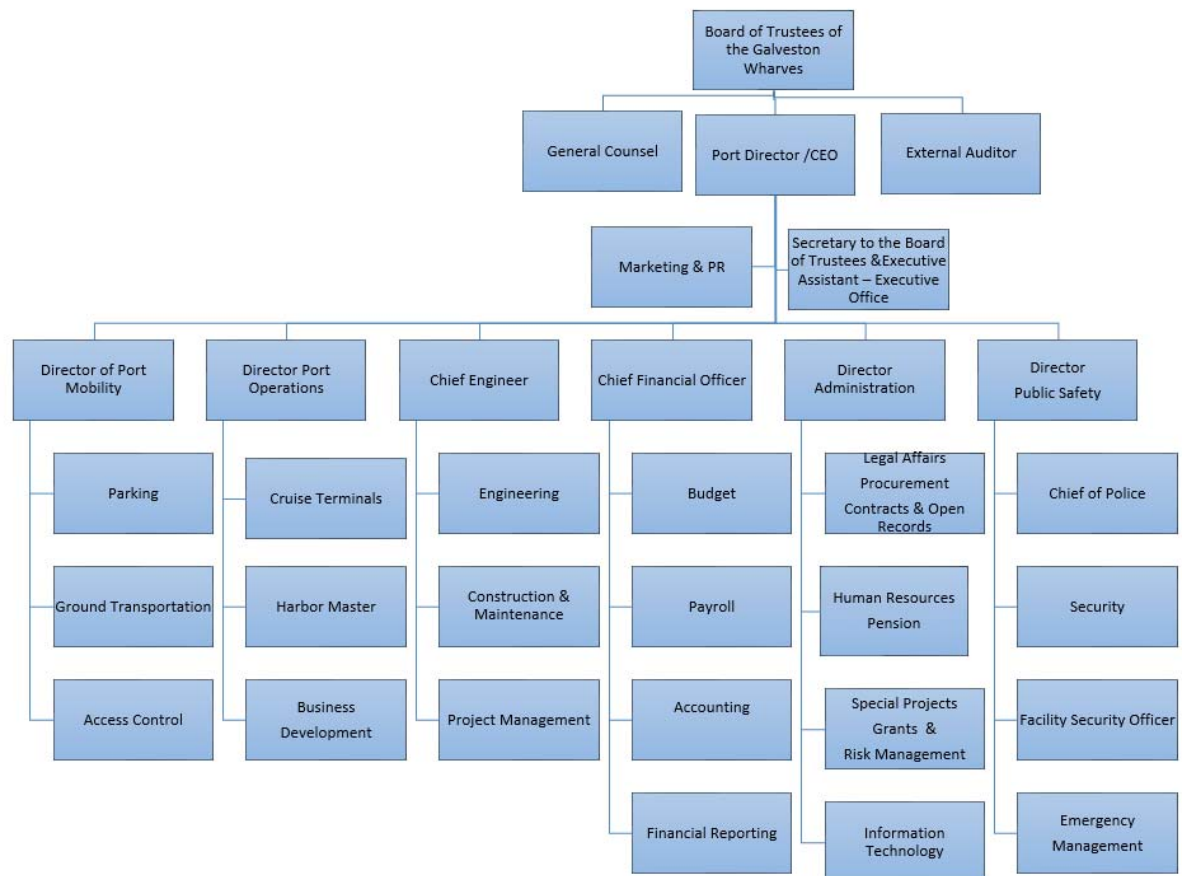 Board of Trustees of
the Galveston
Wharves
General Counsel
Port Director /CEO
External Auditor
Marketing & PR
Secretary to the Board
of Trustees &Executive
Assistant – Executive
Office
Director of Port
Mobility
Director Port
Operations
Chief Engineer
Chief Financial Officer
Director
Administration
Director
Public Safety
Parking
Ground Transportation
Access Control
Cruise Terminals
Harbor Master
Business
Development
Engineering
Construction &
Maintenance
Project Management
Budget
Payroll
Accounting
Financial Reporting
Legal Affairs
Procurement
Contracts & Open
Records
Human Resources
Pension
Special Projects
Grants &
Risk Management
Information
Technology
Chief of Police
Security
Facility Security Officer
Emergency
Management